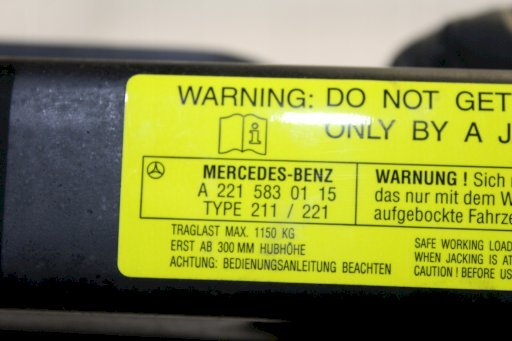 WARNING: DO NOT GET
ONLY BY A J
MERCEDES-BENZ
A 221 583 01 15
TYPE 211 / 221
WARNUNG ! Sich
das nur mit dem W
aufgebockte Fahrze
TRAGLAST MAX. 1150 KG
ERST AB 300 MM HUBHÖHE
ACHTUNG: BEDIENUNGSANLEITUNG BEACHTEN
SAFE WORKING LOAD
WHEN JACKING IS AT
CAUTION ! BEFORE US